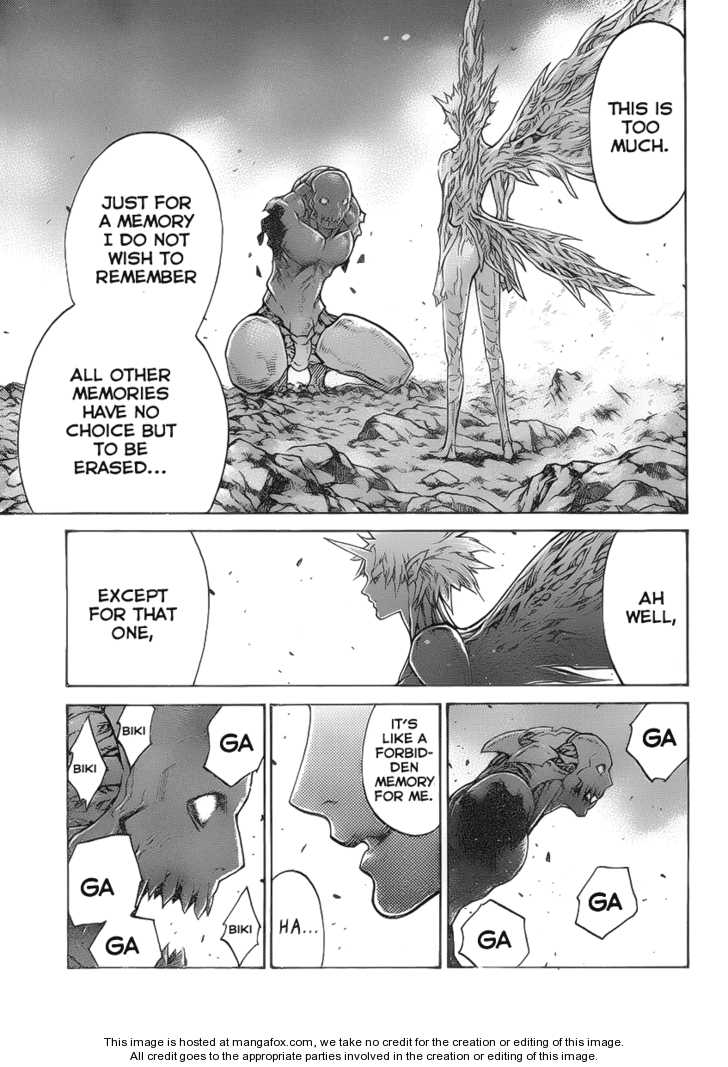 THIS IS
TOO
MUCH.
JUST FOR
A MEMORY
I DO NOT
WISH TO
REMEMBER
ALL OTHER
MEMORIES
HAVE NO
CHOICE BUT
TO BE
ERASED...
AH
WELL,
EXCEPT
FOR THAT
ONE,
GA
GA
GA
IT'S
LIKE A
FORBID-
DEN
MEMORY
FOR ME.
HA...
GA
BIKI
BIKI
GA
GA
BIKI
This image is hosted at mangafox.com, we take no credit for the creation or editing of this image.
All credit goes to the appropriate parties involved in the creation or editing of this image.